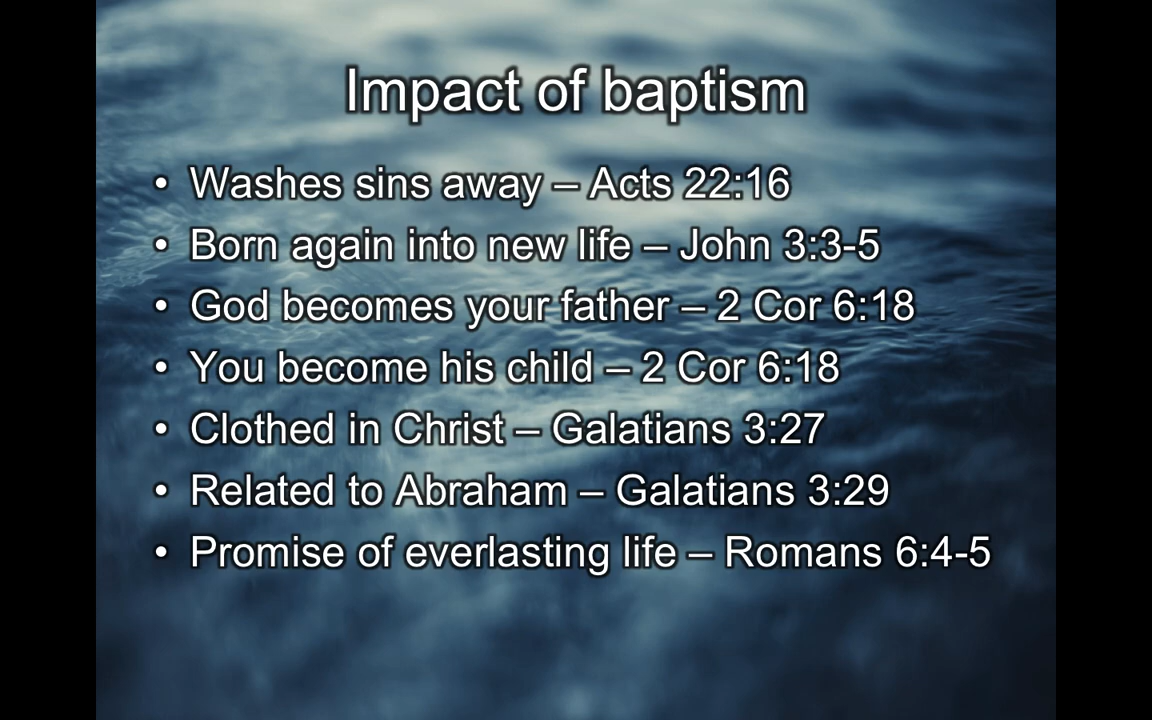 Impact of baptism
• Washes sins away – Acts 22:16
• Born again into new life – John 3:3-5
• God becomes your father – 2 Cor 6:18
• You become his child – 2 Cor 6:18
• Clothed in Christ – Galatians 3:27
• Related to Abraham – Galatians 3:29
• Promise of everlasting life – Romans 6:4-5